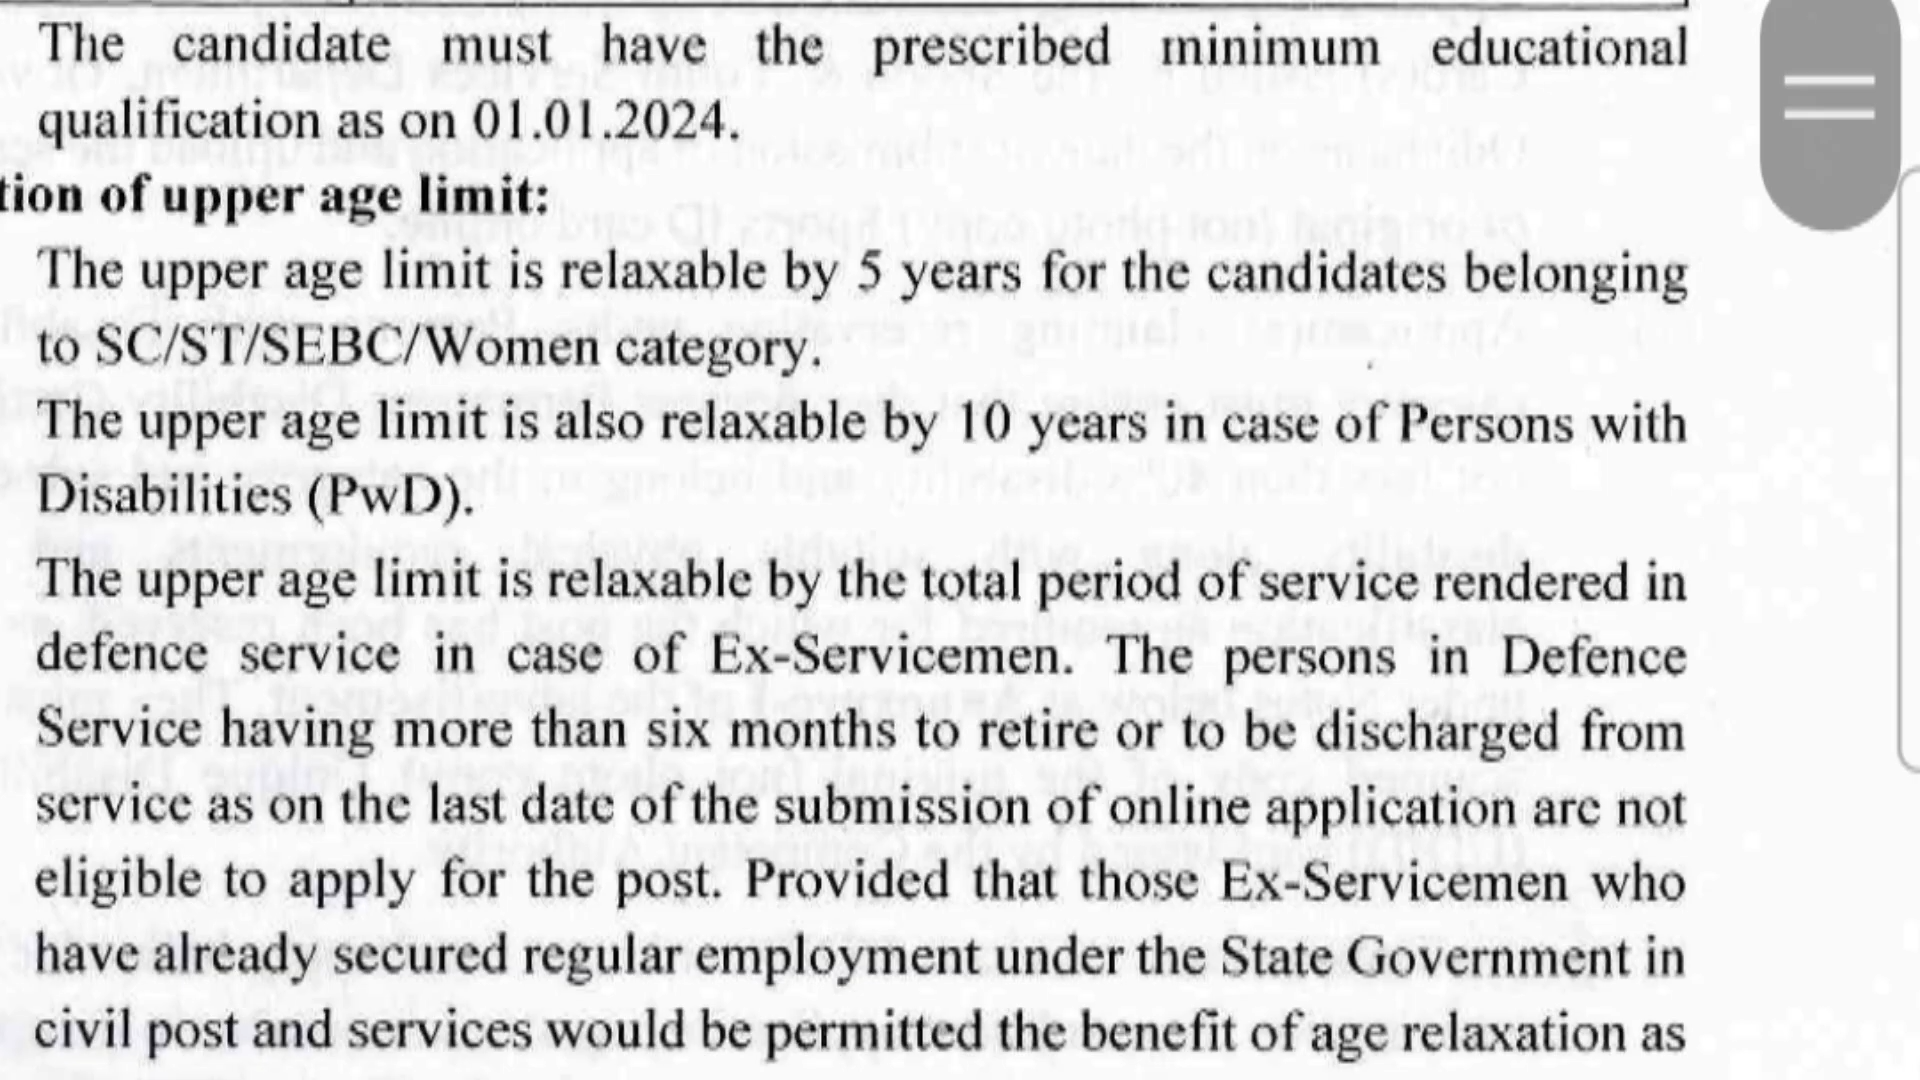 The candidate must have the prescribed minimum educational
qualification as on 01.01.2024.
tion of upper age limit:
The upper age limit is relaxable by 5 years for the candidates belonging
to SC/ST/SEBC/Women category.
The upper age limit is also relaxable by 10 years in case of Persons with
Disabilities (PwD).
The upper age limit is relaxable by the total period of service rendered in
defence service in case of Ex-Servicemen. The persons in Defence
Service having more than six months to retire or to be discharged from
service as on the last date of the submission of online application are not
eligible to apply for the post. Provided that those Ex-Servicemen who
have already secured regular employment under the State Government in
civil post and services would be permitted the benefit of age relaxation as